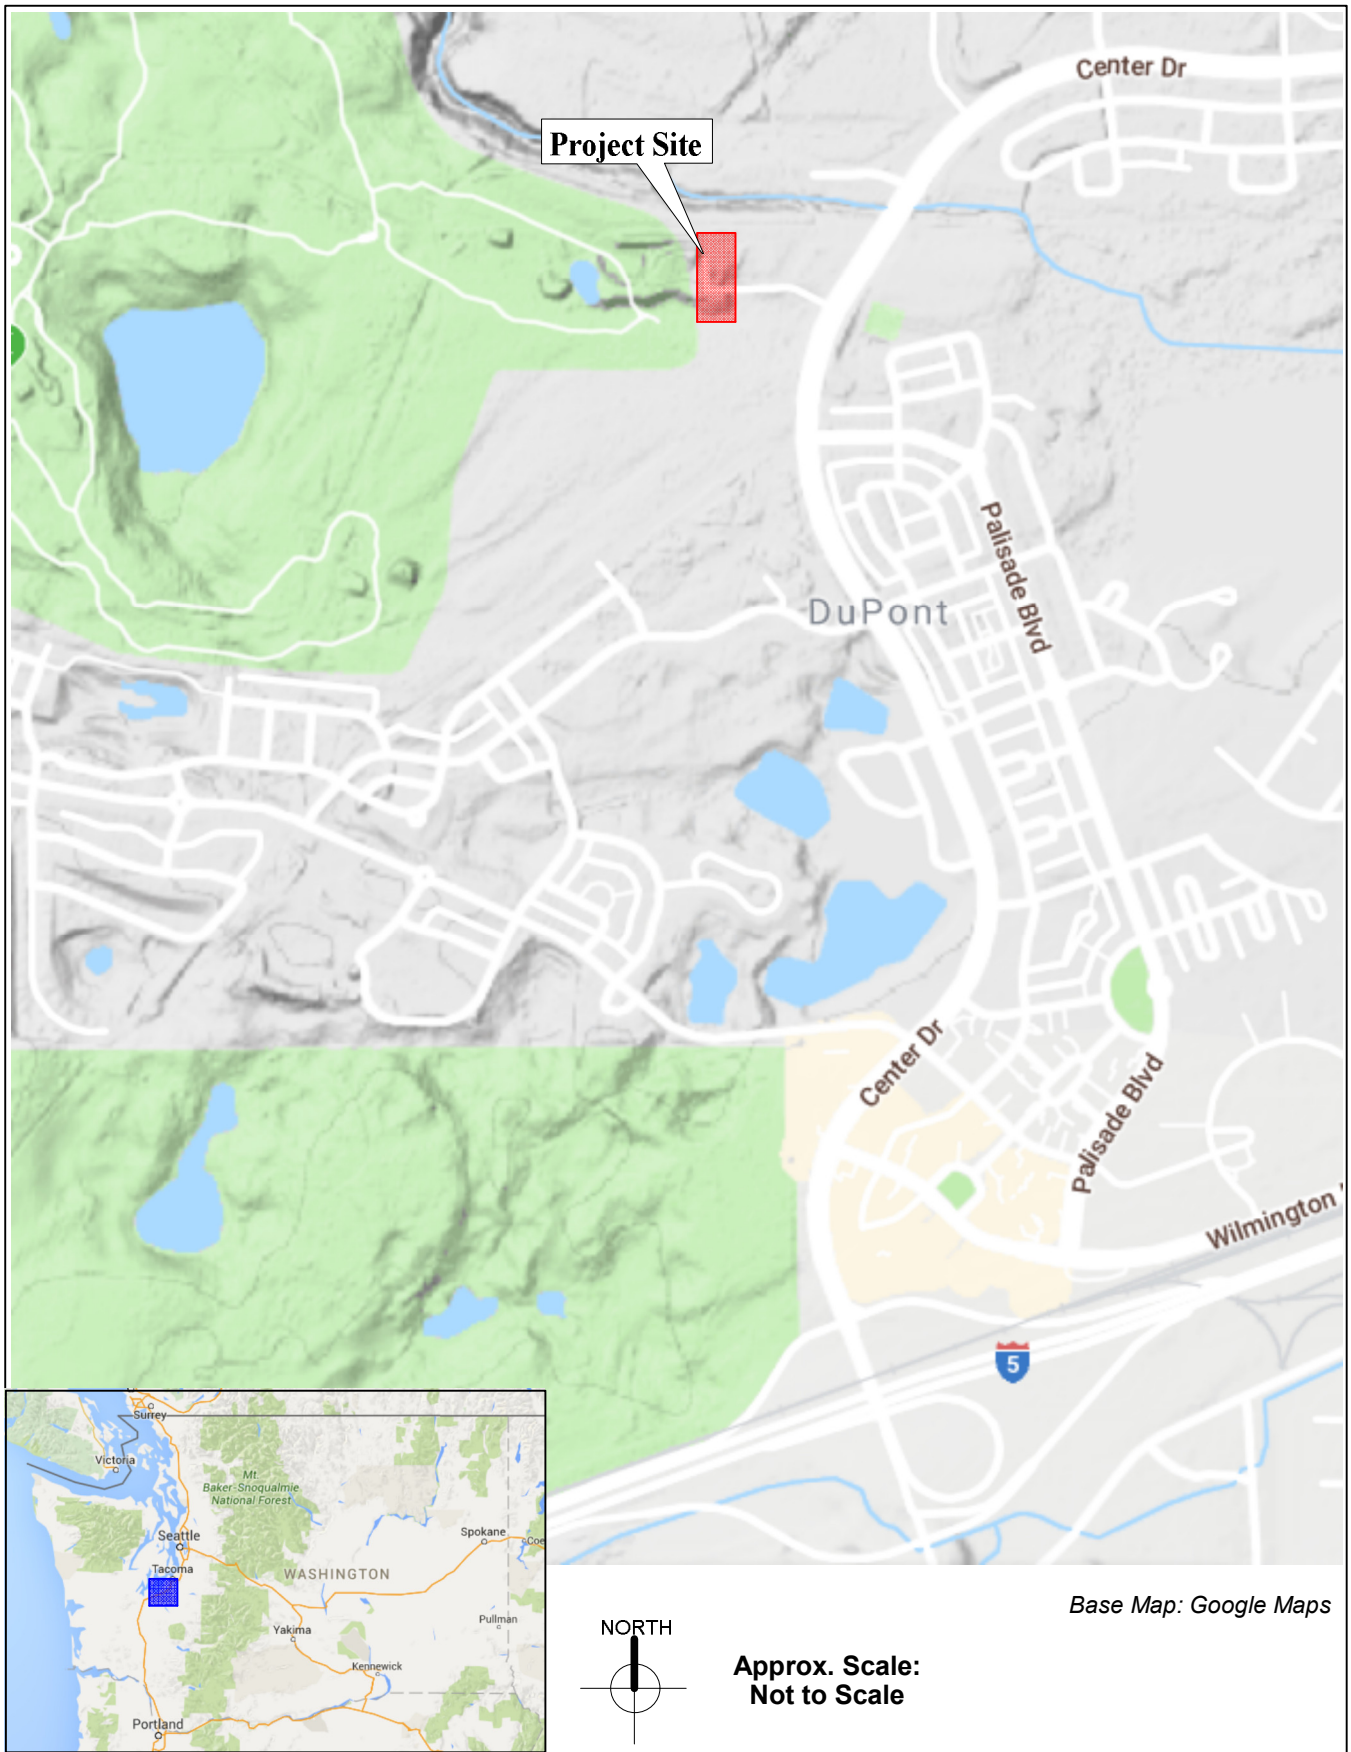 Center Dr
Project Site
Palisade Blvd
DuPont
Center Dr
Palisade Blvd
Wilmington
5
Surrey
Victoria
Mt.
Baker-Snoqualmie
National Forest
Seattle
Spokane
Coe
Tacoma
WASHINGTON
Yakima
Pullman
Kennewick
Portland
Base Map: Google Maps
NORTH
Approx. Scale:
Not to Scale